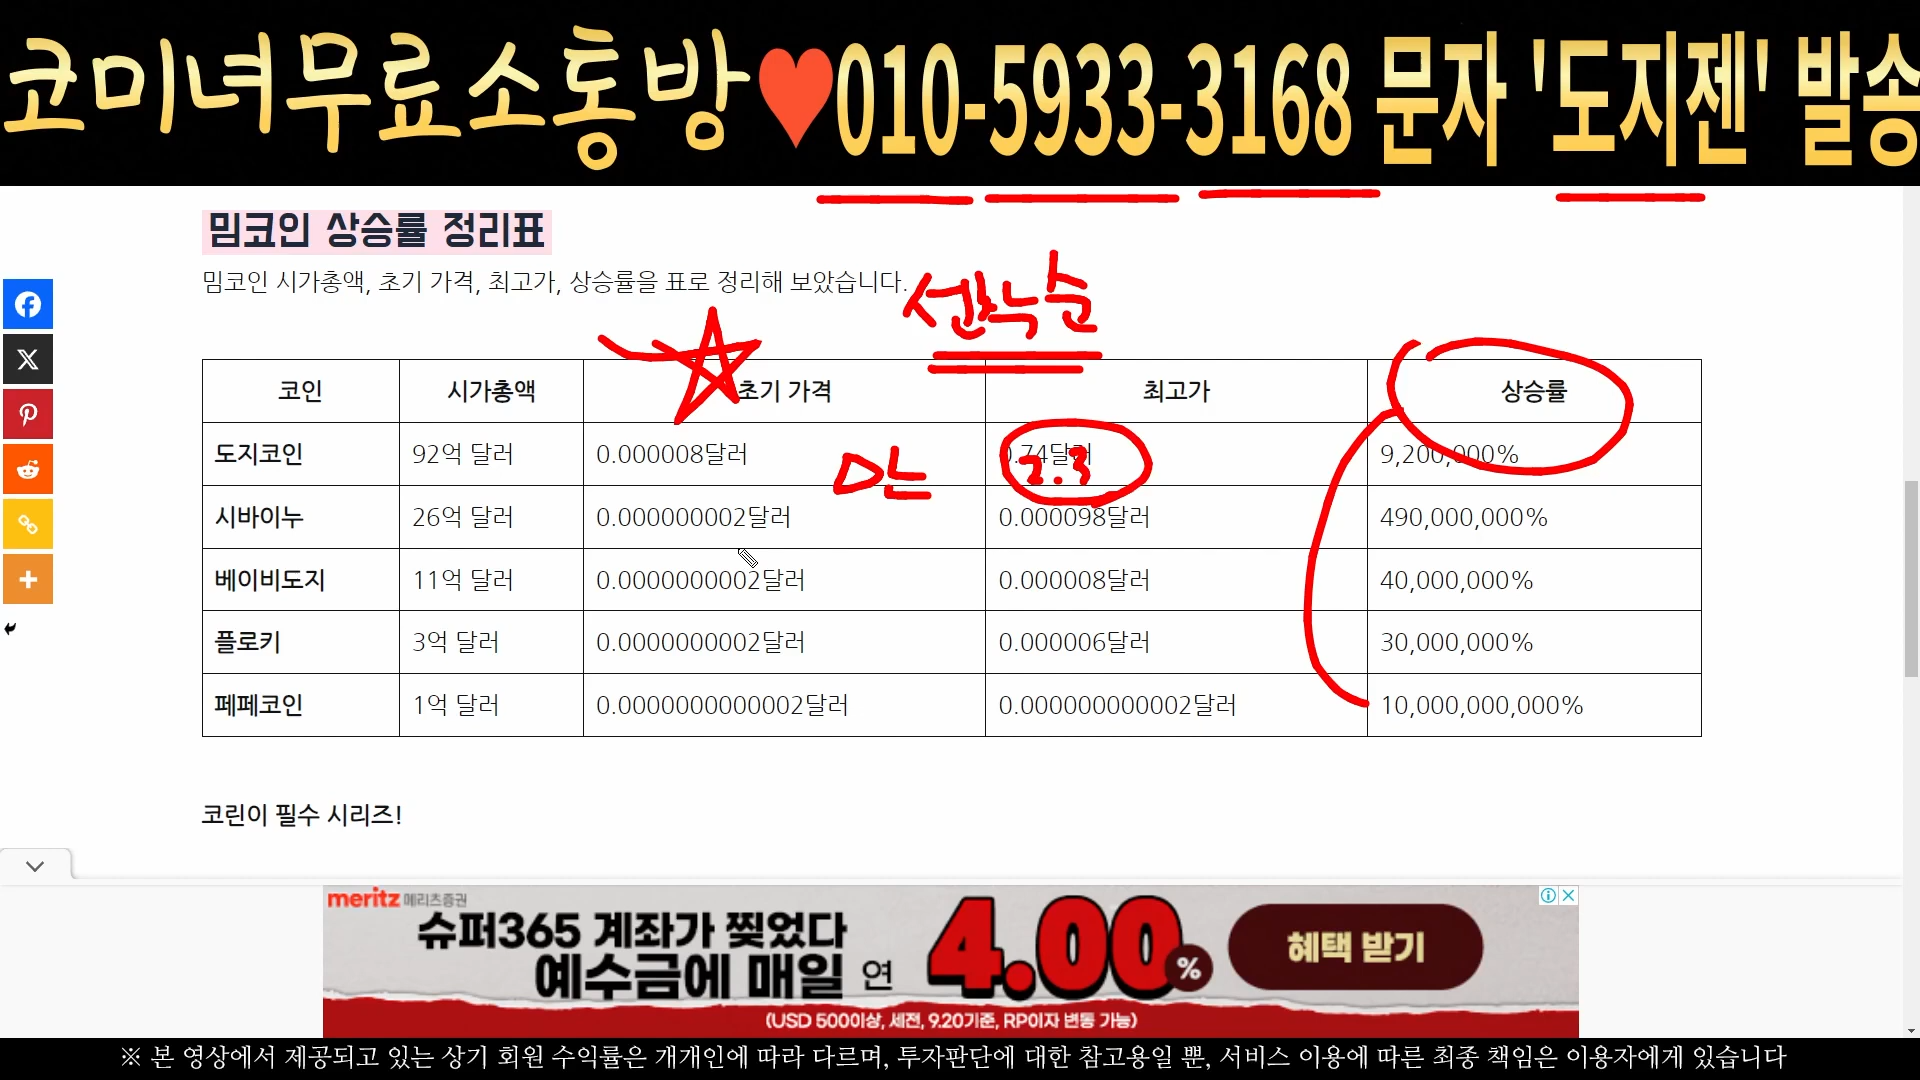 코미녀무료소통방♥010-5933-3168 문자 '도지젠' 발송
밈코인 상승률 정리표
밈코인 시가총액, 초기 가격, 최고가, 상승률을 표로 정리해 보았습니다.
선착순
코인 시가총액 초기 가격 최고가 상승률
도지코인 92억 달러 0.000008달러 0.74달러 9,200,000%
2.3
시바이누 26억 달러 0.000000002달러 0.000098달러 490,000,000%
베이비도지 11억 달러 0.0000000002달러 0.000008달러 40,000,000%
플로키 3억 달러 0.0000000002달러 0.000006달러 30,000,000%
페페코인 1억 달러 0.0000000000002달러 0.000000000002달러 10,000,000,000%
코린이 필수 시리즈!
meritz 메리츠증권
슈퍼365 계좌가 찢었다
예수금에 매일 연 4.00%
혜택 받기
(USD 500이상, 세전, 9.20기준, RP이자 변동 가능)
※ 본 영상에서 제공되고 있는 상기 회원 수익률은 개개인에 따라 다르며, 투자판단에 대한 참고용일 뿐, 서비스 이용에 따른 최종 책임은 이용자에게 있습니다